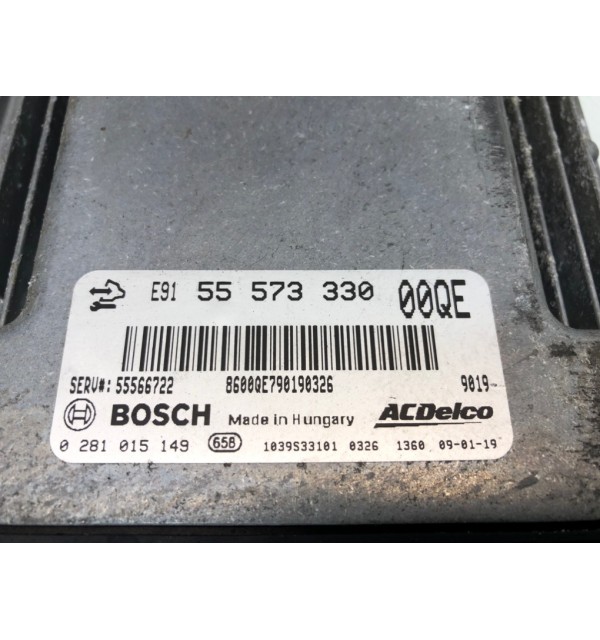 E91 55 573 330 00QE
SERV#: 55566722 8600QE790190326 9019
BOSCH Made in Hungary ACDelco
0 281 015 149 65B 1039S33101 0326 1360 09-01-19